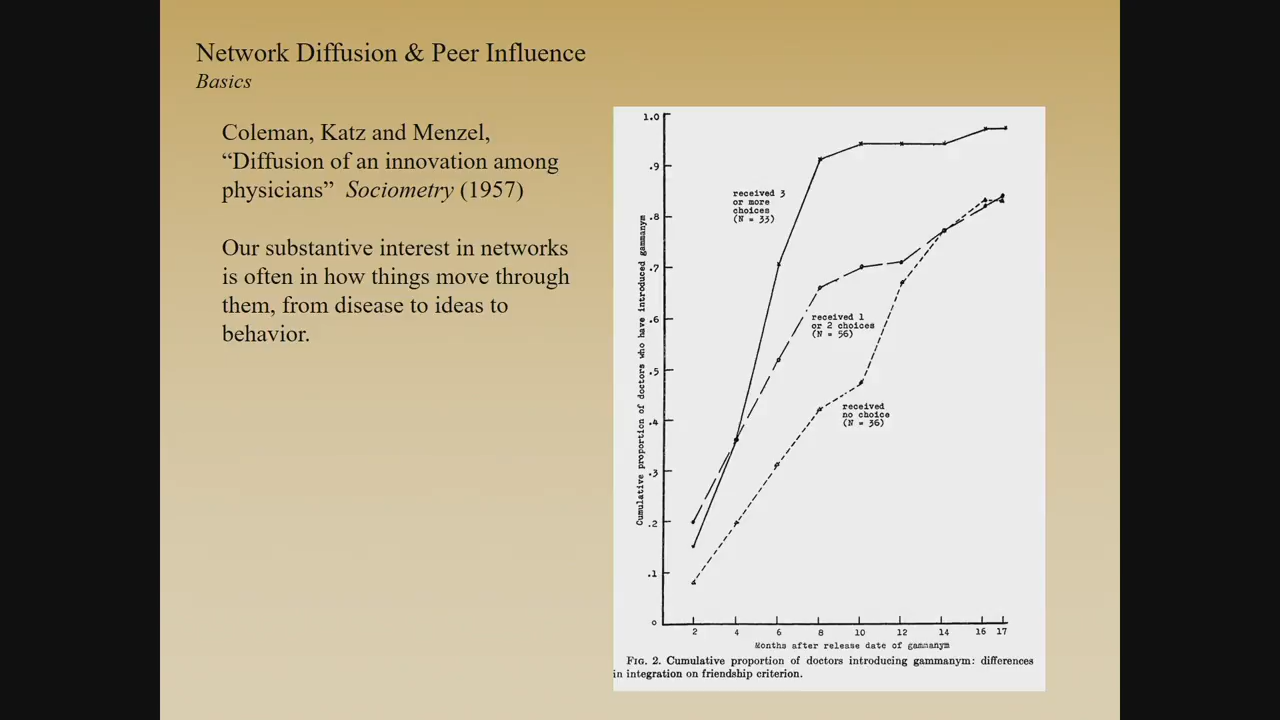 Network Diffusion & Peer Influence
Basics
Coleman, Katz and Menzel,
“Diffusion of an innovation among
physicians” Sociometry (1957)
Our substantive interest in networks
is often in how things move through
them, from disease to ideas to
behavior.
Cumulative proportion of doctors who have introduced gammanym
1.0
.9
.8
.7
.6
.5
.4
.3
.2
.1
0
received 3
or more
choices
(N = 33)
received 1
or 2 choices
(N = 56)
received
no choice
(N = 36)
2 4 6 8 10 12 14 16 17
Months after release date of gammanym
FIG. 2. Cumulative proportion of doctors introducing gammanym: differences
in integration on friendship criterion.